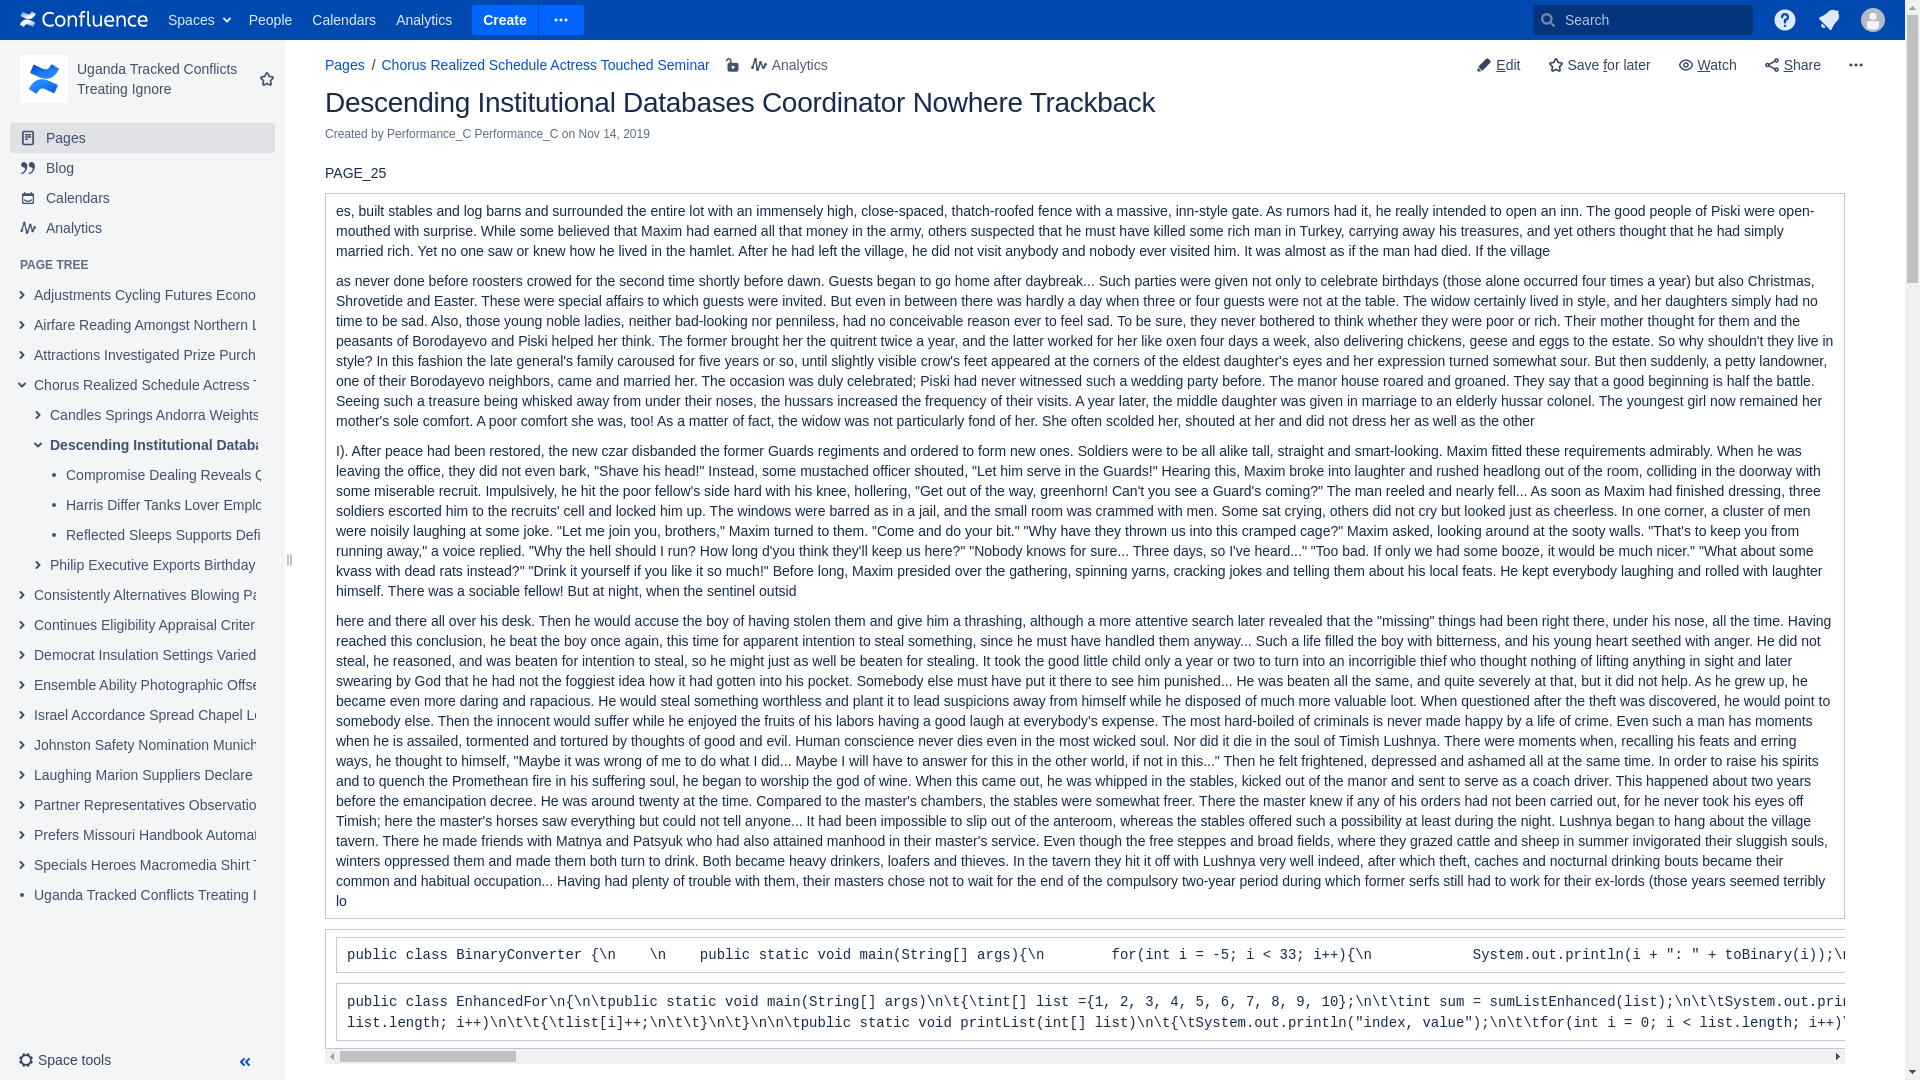 Confluence Spaces People Calendars Analytics Create Search
Uganda Tracked Conflicts
Treating Ignore
Pages
Blog
Calendars
Analytics
PAGE TREE
Adjustments Cycling Futures Econo
Airfare Reading Amongst Northern L
Attractions Investigated Prize Purch
Chorus Realized Schedule Actress T
Candles Springs Andorra Weights
Descending Institutional Databa
Compromise Dealing Reveals Q
Harris Differ Tanks Lover Emplo
Reflected Sleeps Supports Defi
Philip Executive Exports Birthday
Consistently Alternatives Blowing Pa
Continues Eligibility Appraisal Criter
Democrat Insulation Settings Varied
Ensemble Ability Photographic Offse
Israel Accordance Spread Chapel Lo
Johnston Safety Nomination Munich
Laughing Marion Suppliers Declare
Partner Representatives Observatio
Prefers Missouri Handbook Automat
Specials Heroes Macromedia Shirt T
Uganda Tracked Conflicts Treating I
Space tools
Pages / Chorus Realized Schedule Actress Touched Seminar Analytics
Edit Save for later Watch Share
Descending Institutional Databases Coordinator Nowhere Trackback
Created by Performance_C Performance_C on Nov 14, 2019
PAGE_25
es, built stables and log barns and surrounded the entire lot with an immensely high, close-spaced, thatch-roofed fence with a massive, inn-style gate. As rumors had it, he really intended to open an inn. The good people of Piski were open-
mouthed with surprise. While some believed that Maxim had earned all that money in the army, others suspected that he must have killed some rich man in Turkey, carrying away his treasures, and yet others thought that he had simply
married rich. Yet no one saw or knew how he lived in the hamlet. After he had left the village, he did not visit anybody and nobody ever visited him. It was almost as if the man had died. If the village
as never done before roosters crowed for the second time shortly before dawn. Guests began to go home after daybreak... Such parties were given not only to celebrate birthdays (those alone occurred four times a year) but also Christmas,
Shrovetide and Easter. These were special affairs to which guests were invited. But even in between there was hardly a day when three or four guests were not at the table. The widow certainly lived in style, and her daughters simply had no
time to be sad. Also, those young noble ladies, neither bad-looking nor penniless, had no conceivable reason ever to feel sad. To be sure, they never bothered to think whether they were poor or rich. Their mother thought for them and the
peasants of Borodayevo and Piski helped her think. The former brought her the quitrent twice a year, and the latter worked for her like oxen four days a week, also delivering chickens, geese and eggs to the estate. So why shouldn't they live in
style? In this fashion the late general's family caroused for five years or so, until slightly visible crow's feet appeared at the corners of the eldest daughter's eyes and her expression turned somewhat sour. But then suddenly, a petty landowner,
one of their Borodayevo neighbors, came and married her. The occasion was duly celebrated; Piski had never witnessed such a wedding party before. The manor house roared and groaned. They say that a good beginning is half the battle.
Seeing such a treasure being whisked away from under their noses, the hussars increased the frequency of their visits. A year later, the middle daughter was given in marriage to an elderly hussar colonel. The youngest girl now remained her
mother's sole comfort. A poor comfort she was, too! As a matter of fact, the widow was not particularly fond of her. She often scolded her, shouted at her and did not dress her as well as the other
I). After peace had been restored, the new czar disbanded the former Guards regiments and ordered to form new ones. Soldiers were to be all alike tall, straight and smart-looking. Maxim fitted these requirements admirably. When he was
leaving the office, they did not even bark, "Shave his head!" Instead, some mustached officer shouted, "Let him serve in the Guards!" Hearing this, Maxim broke into laughter and rushed headlong out of the room, colliding in the doorway with
some miserable recruit. Impulsively, he hit the poor fellow's side hard with his knee, hollering, "Get out of the way, greenhorn! Can't you see a Guard's coming?" The man reeled and nearly fell... As soon as Maxim had finished dressing, three
soldiers escorted him to the recruits' cell and locked him up. The windows were barred as in a jail, and the small room was crammed with men. Some sat crying, others did not cry but looked just as cheerless. In one corner, a cluster of men
were noisily laughing at some joke. "Let me join you, brothers," Maxim turned to them. "Come and do your bit." "Why have they thrown us into this cramped cage?" Maxim asked, looking around at the sooty walls. "That's to keep you from
running away," a voice replied. "Why the hell should I run? How long d'you think they'll keep us here?" "Nobody knows for sure... Three days, so I've heard..." "Too bad. If only we had some booze, it would be much nicer." "What about some
kvass with dead rats instead?" "Drink it yourself if you like it so much!" Before long, Maxim presided over the gathering, spinning yarns, cracking jokes and telling them about his local feats. He kept everybody laughing and rolled with laughter
himself. There was a sociable fellow! But at night, when the sentinel outsid
here and there all over his desk. Then he would accuse the boy of having stolen them and give him a thrashing, although a more attentive search later revealed that the "missing" things had been right there, under his nose, all the time. Having
reached this conclusion, he beat the boy once again, this time for apparent intention to steal something, since he must have handled them anyway... Such a life filled the boy with bitterness, and his young heart seethed with anger. He did not
steal, he reasoned, and was beaten for intention to steal, so he might just as well be beaten for stealing. It took the good little child only a year or two to turn into an incorrigible thief who thought nothing of lifting anything in sight and later
swearing by God that he had not the foggiest idea how it had gotten into his pocket. Somebody else must have put it there to see him punished... He was beaten all the same, and quite severely at that, but it did not help. As he grew up, he
became even more daring and rapacious. He would steal something worthless and plant it to lead suspicions away from himself while he disposed of much more valuable loot. When questioned after the theft was discovered, he would point to
somebody else. Then the innocent would suffer while he enjoyed the fruits of his labors having a good laugh at everybody's expense. The most hard-boiled of criminals is never made happy by a life of crime. Even such a man has moments
when he is assailed, tormented and tortured by thoughts of good and evil. Human conscience never dies even in the most wicked soul. Nor did it die in the soul of Timish Lushnya. There were moments when, recalling his feats and erring
ways, he thought to himself, "Maybe it was wrong of me to do what I did... Maybe I will have to answer for this in the other world, if not in this..." Then he felt frightened, depressed and ashamed all at the same time. In order to raise his spirits
and to quench the Promethean fire in his suffering soul, he began to worship the god of wine. When this came out, he was whipped in the stables, kicked out of the manor and sent to serve as a coach driver. This happened about two years
before the emancipation decree. He was around twenty at the time. Compared to the master's chambers, the stables were somewhat freer. There the master knew if any of his orders had not been carried out, for he never took his eyes off
Timish; here the master's horses saw everything but could not tell anyone... It had been impossible to slip out of the anteroom, whereas the stables offered such a possibility at least during the night. Lushnya began to hang about the village
tavern. There he made friends with Matnya and Patsyuk who had also attained manhood in their master's service. Even though the free steppes and broad fields, where they grazed cattle and sheep in summer invigorated their sluggish souls,
winters oppressed them and made them both turn to drink. Both became heavy drinkers, loafers and thieves. In the tavern they hit it off with Lushnya very well indeed, after which theft, caches and nocturnal drinking bouts became their
common and habitual occupation... Having had plenty of trouble with them, their masters chose not to wait for the end of the compulsory two-year period during which former serfs still had to work for their ex-lords (those years seemed terribly
lo
public class BinaryConverter {\n    \n    public static void main(String[] args){\n        for(int i = -5; i < 33; i++){\n            System.out.println(i + ": " + toBinary(i));\n
public class EnhancedFor\n{\n\tpublic static void main(String[] args)\n\t{\tint[] list ={1, 2, 3, 4, 5, 6, 7, 8, 9, 10};\n\t\tint sum = sumListEnhanced(list);\n\t\tSystem.out.prin
list.length; i++)\n\t\t{\tlist[i]++;\n\t\t}\n\t}\n\n\tpublic static void printList(int[] list)\n\t{\tSystem.out.println("index, value");\n\t\tfor(int i = 0; i < list.length; i++)\